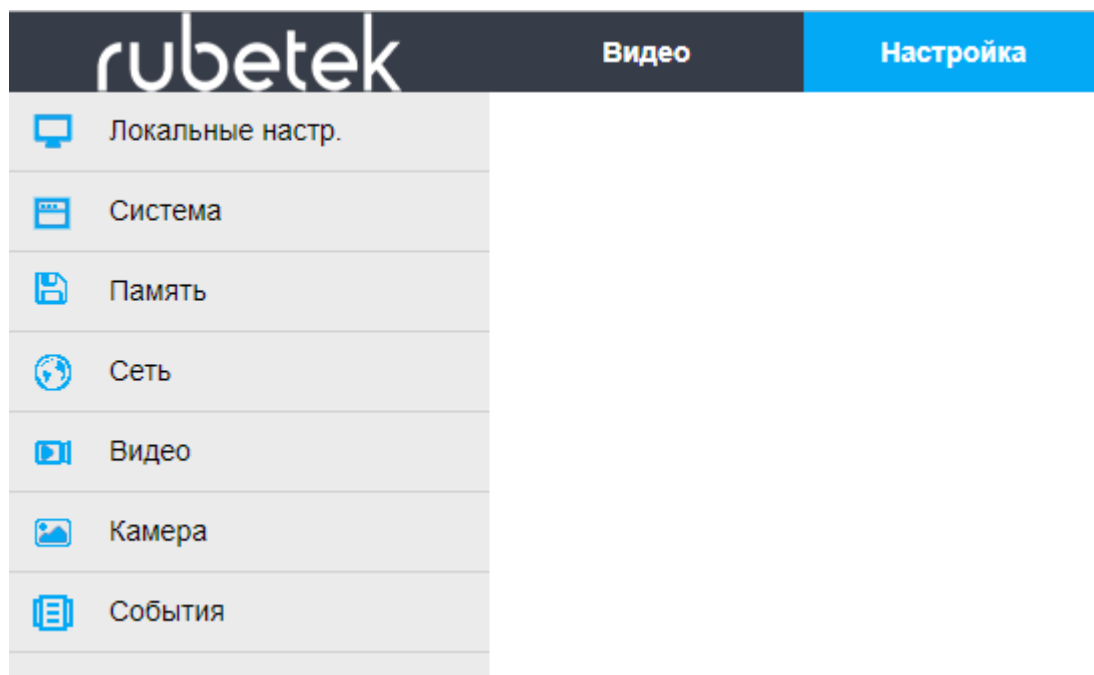 rubetek Видео Настройка
Локальные настр.
Система
Память
Сеть
Видео
Камера
События